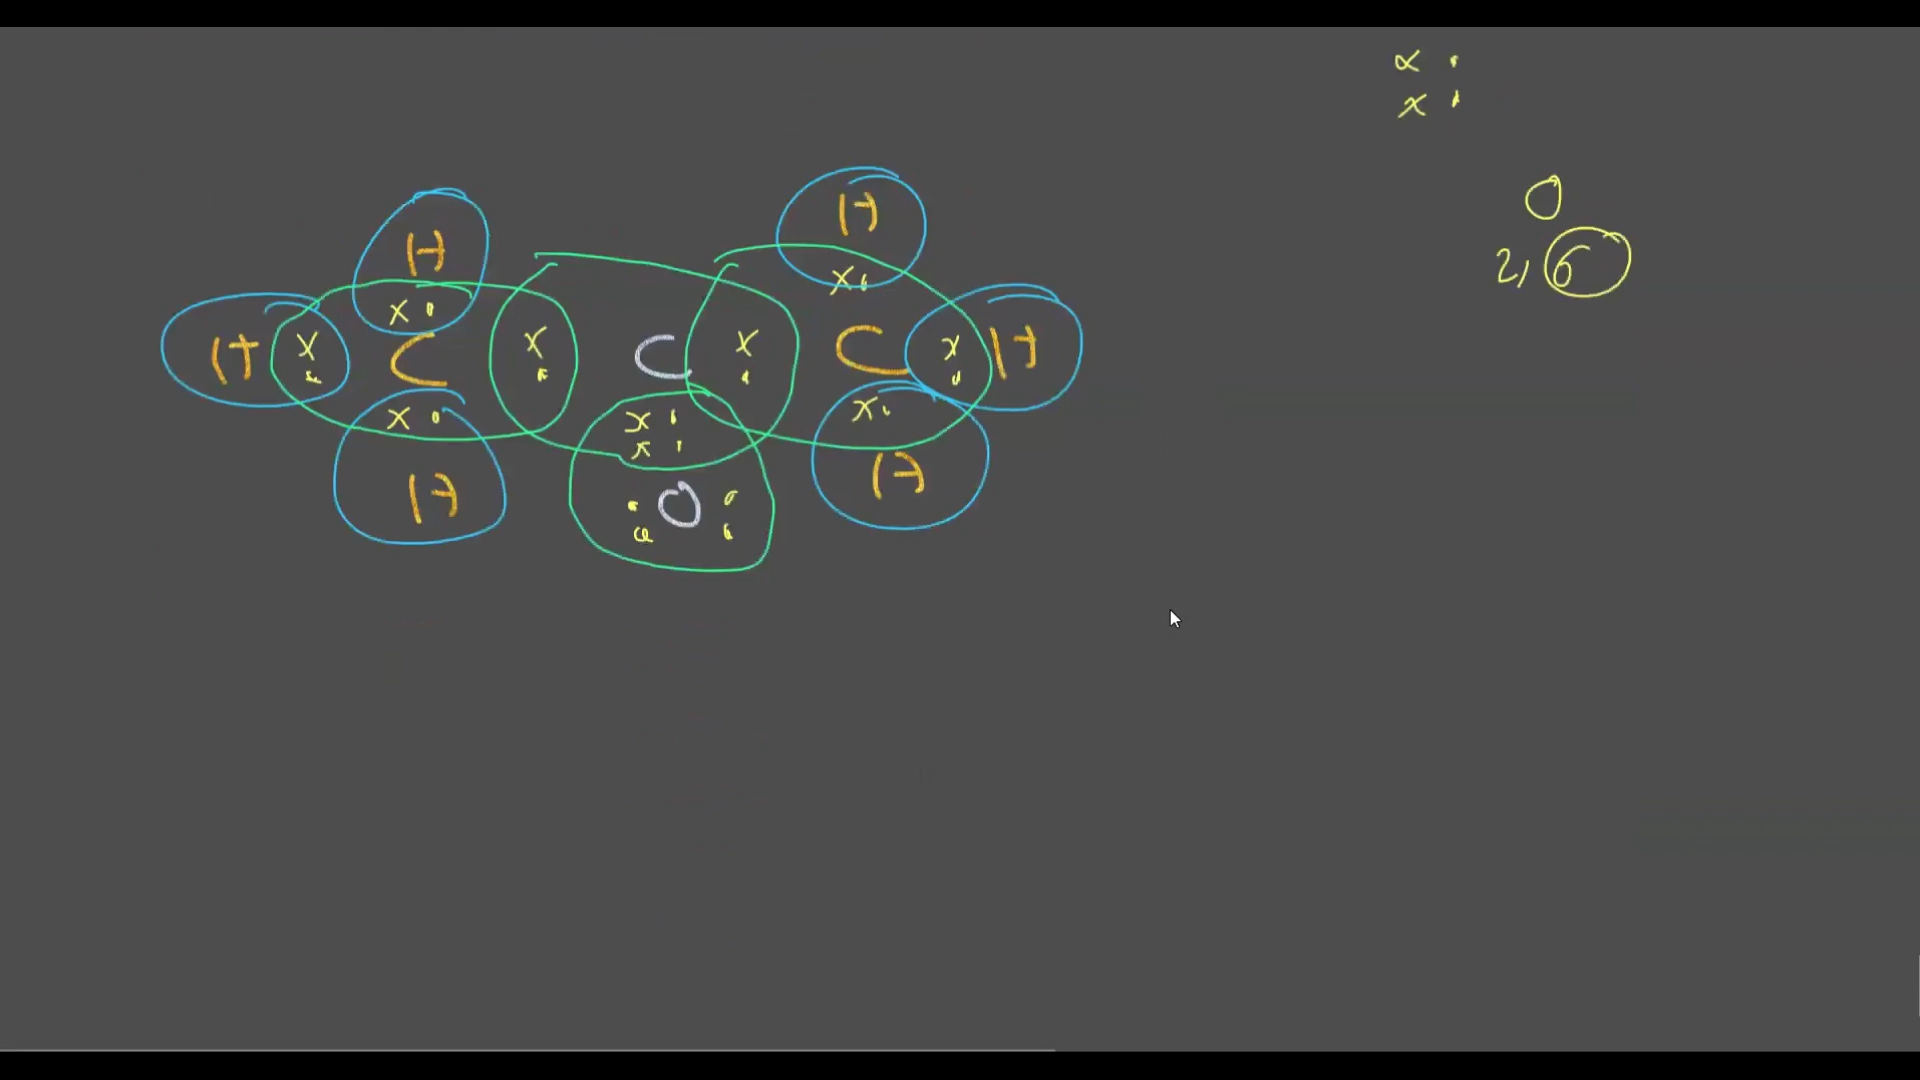 x •
x •
O
2, 6
H
H
x •
x •
H x • C x • C x • C x • H
x •
x •
x •
x •
H
O
H